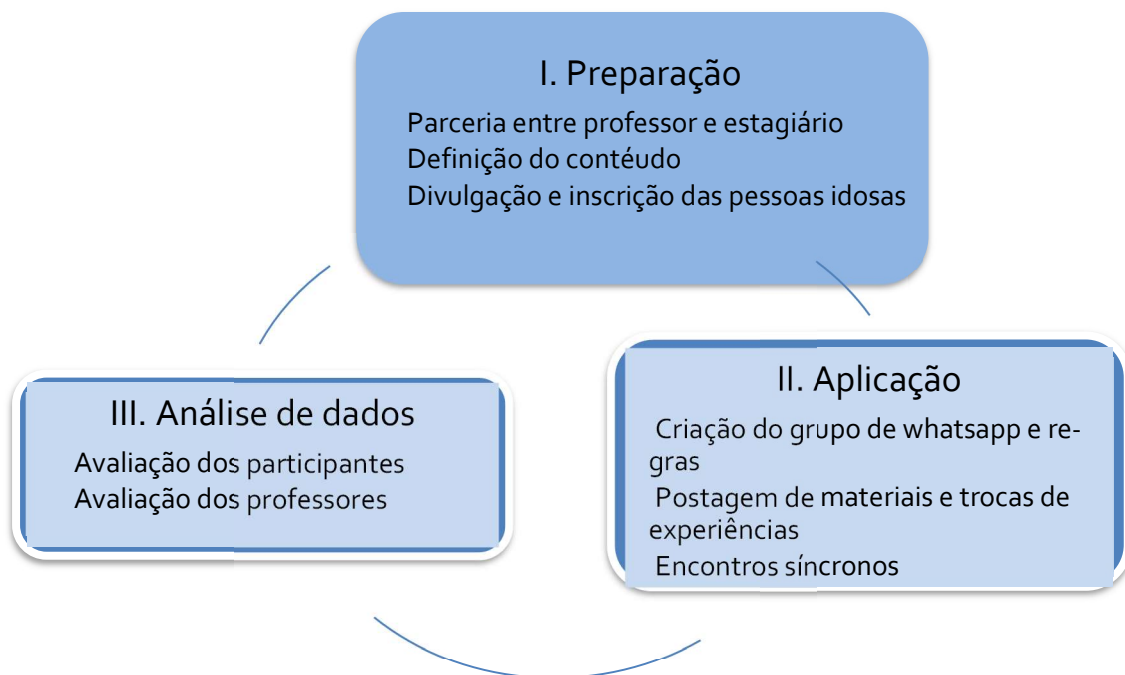 I. Preparação
Parceria entre professor e estagiário
Definição do contéudo
Divulgação e inscrição das pessoas idosas
II. Aplicação
Criação do grupo de whatsapp e re-
gras
Postagem de materiais e trocas de
experiências
Encontros síncronos
III. Análise de dados
Avaliação dos participantes
Avaliação dos professores